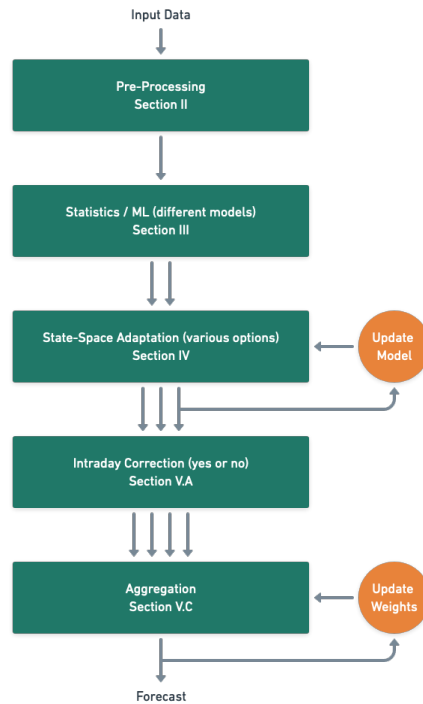 Input Data
Pre-Processing
Section II
Statistics / ML (different models)
Section III
State-Space Adaptation (various options)
Section IV
Update
Model
Intraday Correction (yes or no)
Section V.A
Aggregation
Section V.C
Update
Weights
Forecast